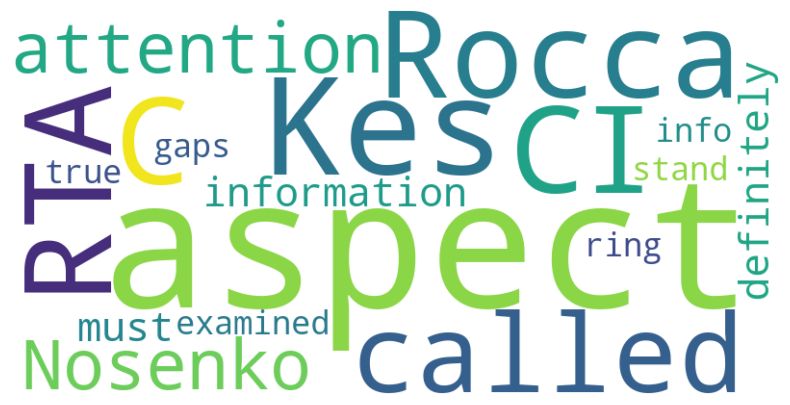 attention
Rocca
RTA
C
Kes
CI
definitely
gaps
info
true
stand
information
aspect
ring
must
examined
called
Nosenko